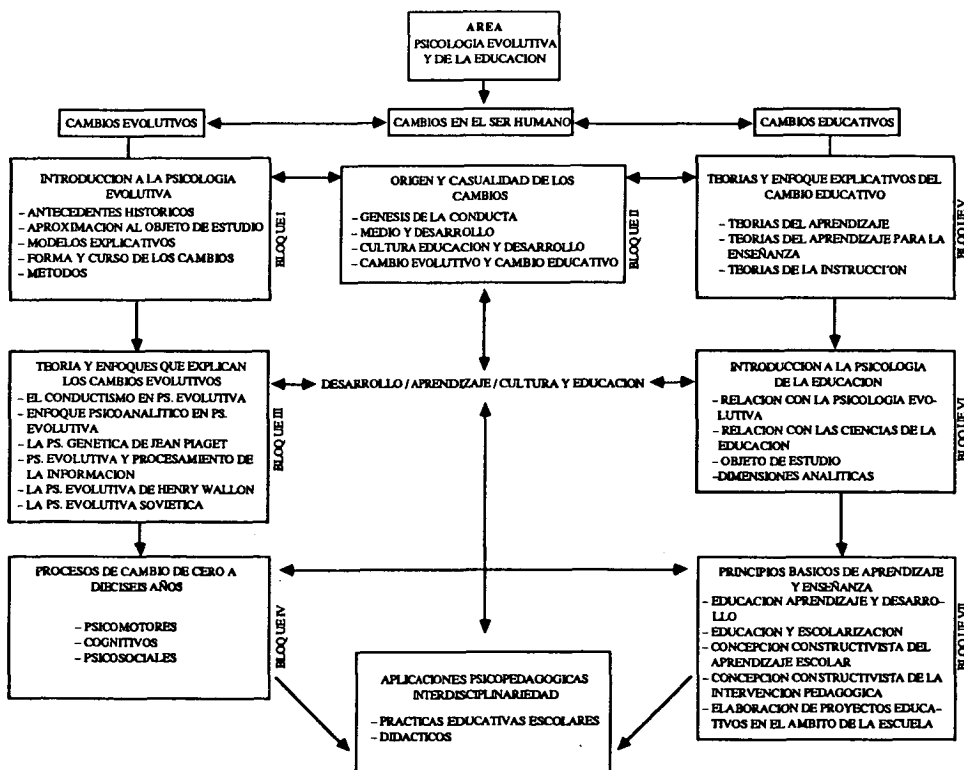 AREA
PSICOLOGIA EVOLUTIVA
Y DE LA EDUCACION
CAMBIOS EVOLUTIVOS
CAMBIOS EN EL SER HUMANO
CAMBIOS EDUCATIVOS
INTRODUCCION A LA PSICOLOGIA
EVOLUTIVA
- ANTECEDENTES HISTORICOS
- APROXIMACION AL OBJETO DE ESTUDIO
- MODELOS EXPLICATIVOS
- FORMA Y CURSO DE LOS CAMBIOS
- METODOS
BLOQUE I
ORIGEN Y CASUALIDAD DE LOS
CAMBIOS
- GENESIS DE LA CONDUCTA
- MEDIO Y DESARROLLO
- CULTURA EDUCACION Y DESARROLLO
- CAMBIO EVOLUTIVO Y CAMBIO EDUCATIVO
BLOQUE II
TEORIAS Y ENFOQUE EXPLICATIVOS DEL
CAMBIO EDUCATIVO
- TEORIAS DEL APRENDIZAJE
- TEORIAS DEL APRENDIZAJE PARA LA
ENSEÑANZA
- TEORIAS DE LA INSTRUCCI'ON
BLOQUE V
TEORIA Y ENFOQUES QUE EXPLICAN
LOS CAMBIOS EVOLUTIVOS
- EL CONDUCTISMO EN PS. EVOLUTIVA
- ENFOQUE PSICOANALITICO EN PS.
EVOLUTIVA
- LA PS. GENETICA DE JEAN PIAGET
- PS. EVOLUTIVA Y PROCESAMIENTO DE
LA INFORMACION
- LA PS. EVOLUTIVA DE HENRY WALLON
- LA PS. EVOLUTIVA SOVIETICA
BLOQUE III
DESARROLLO / APRENDIZAJE / CULTURA Y EDUCACION
INTRODUCCION A LA PSICOLOGIA
DE LA EDUCACION
- RELACION CON LA PSICOLOGIA EVO-
LUTIVA
- RELACION CON LAS CIENCIAS DE LA
EDUCACION
- OBJETO DE ESTUDIO
- DIMENSIONES ANALITICAS
BLOQUE VI
PROCESOS DE CAMBIO DE CERO A
DIECISEIS AÑOS
- PSICOMOTORES
- COGNITIVOS
- PSICOSOCIALES
BLOQUE IV
APLICACIONES PSICOPEDAGOGICAS
INTERDISCIPLINARIEDAD
- PRACTICAS EDUCATIVAS ESCOLARES
- DIDACTICOS
PRINCIPIOS BASICOS DE APRENDIZAJE
Y ENSEÑANZA
- EDUCACION APRENDIZAJE Y DESARRO-
LLO
- EDUCACION Y ESCOLARIZACION
- CONCEPCION CONSTRUCTIVISTA DEL
APRENDIZAJE ESCOLAR
- CONCEPCION CONSTRUCTIVISTA DE LA
INTERVENCION PEDAGOGICA
- ELABORACION DE PROYECTOS EDUCA-
TIVOS EN EL AMBITO DE LA ESCUELA
BLOQUE VII